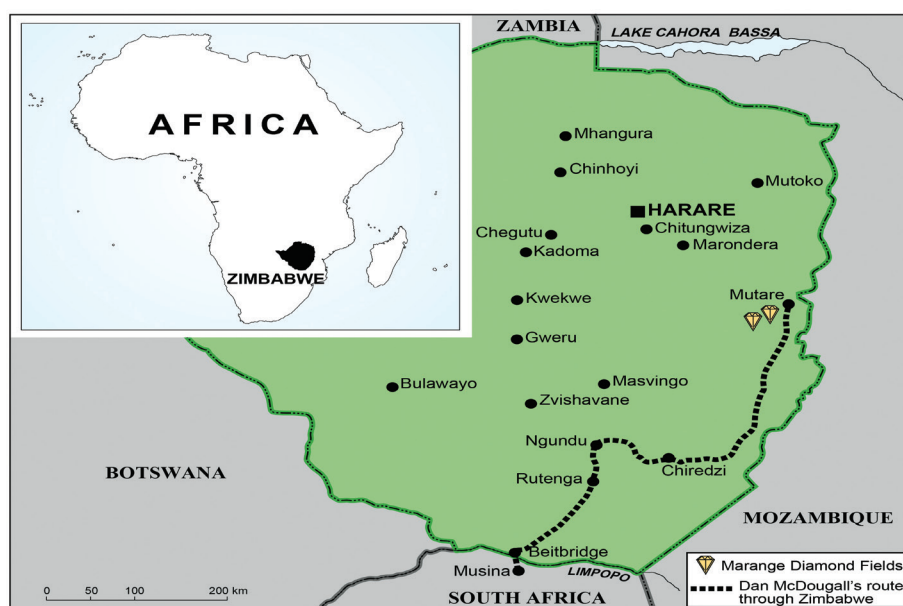 ZAMBIA
LAKE CAHORA BASSA
AFRICA
ZIMBABWE
Mhangura
Chinhoyi
Mutoko
HARARE
Chitungwiza
Chegutu
Marondera
Kadoma
Mutare
Kwekwe
Gweru
Bulawayo
Masvingo
Zvishavane
Ngundu
BOTSWANA
Chiredzi
Rutenga
MOZAMBIQUE
Beitbridge
Musina
LIMPOPO
SOUTH AFRICA
Marange Diamond Fields
Dan McDougall's route
through Zimbabwe
0 50 100 200 km